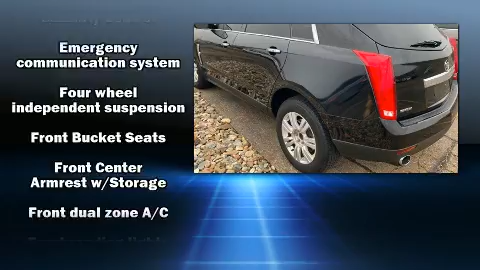 Emergency
communication system
Four wheel
independent suspension
Front Bucket Seats
Front Center
Armrest w/Storage
Front dual zone A/C